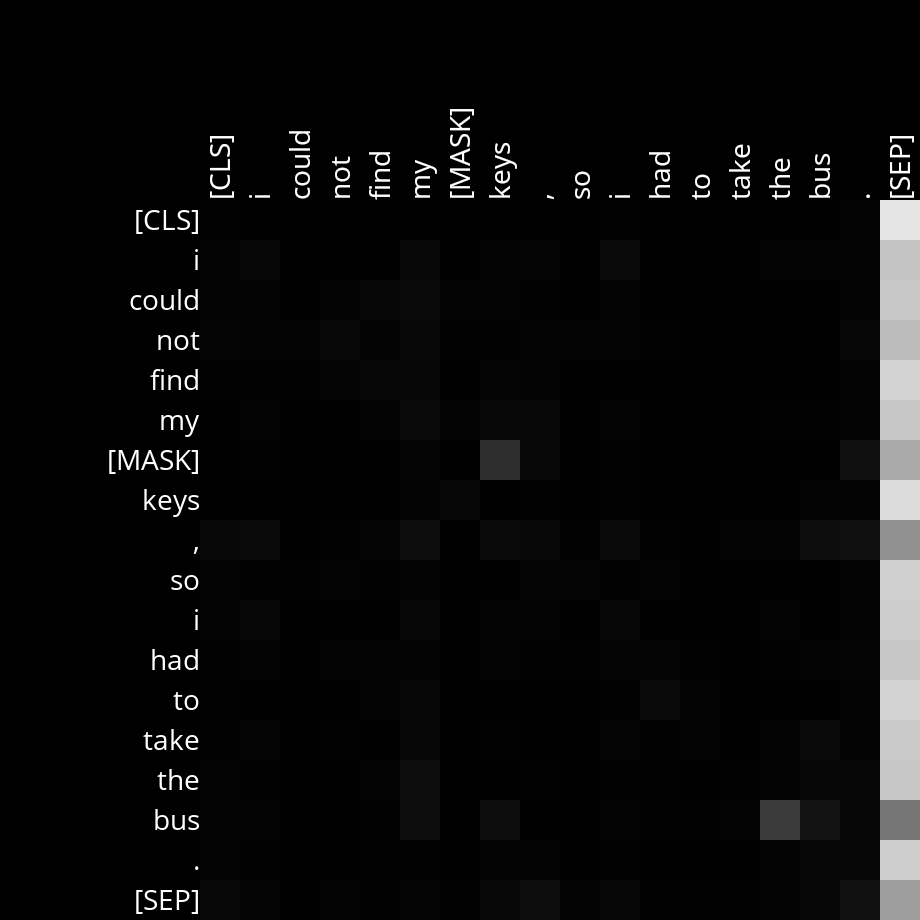 [CLS] i could not find my [MASK] keys , so i had to take the bus . [SEP]
[CLS]
i
could
not
find
my
[MASK]
keys
,
so
i
had
to
take
the
bus
.
[SEP]